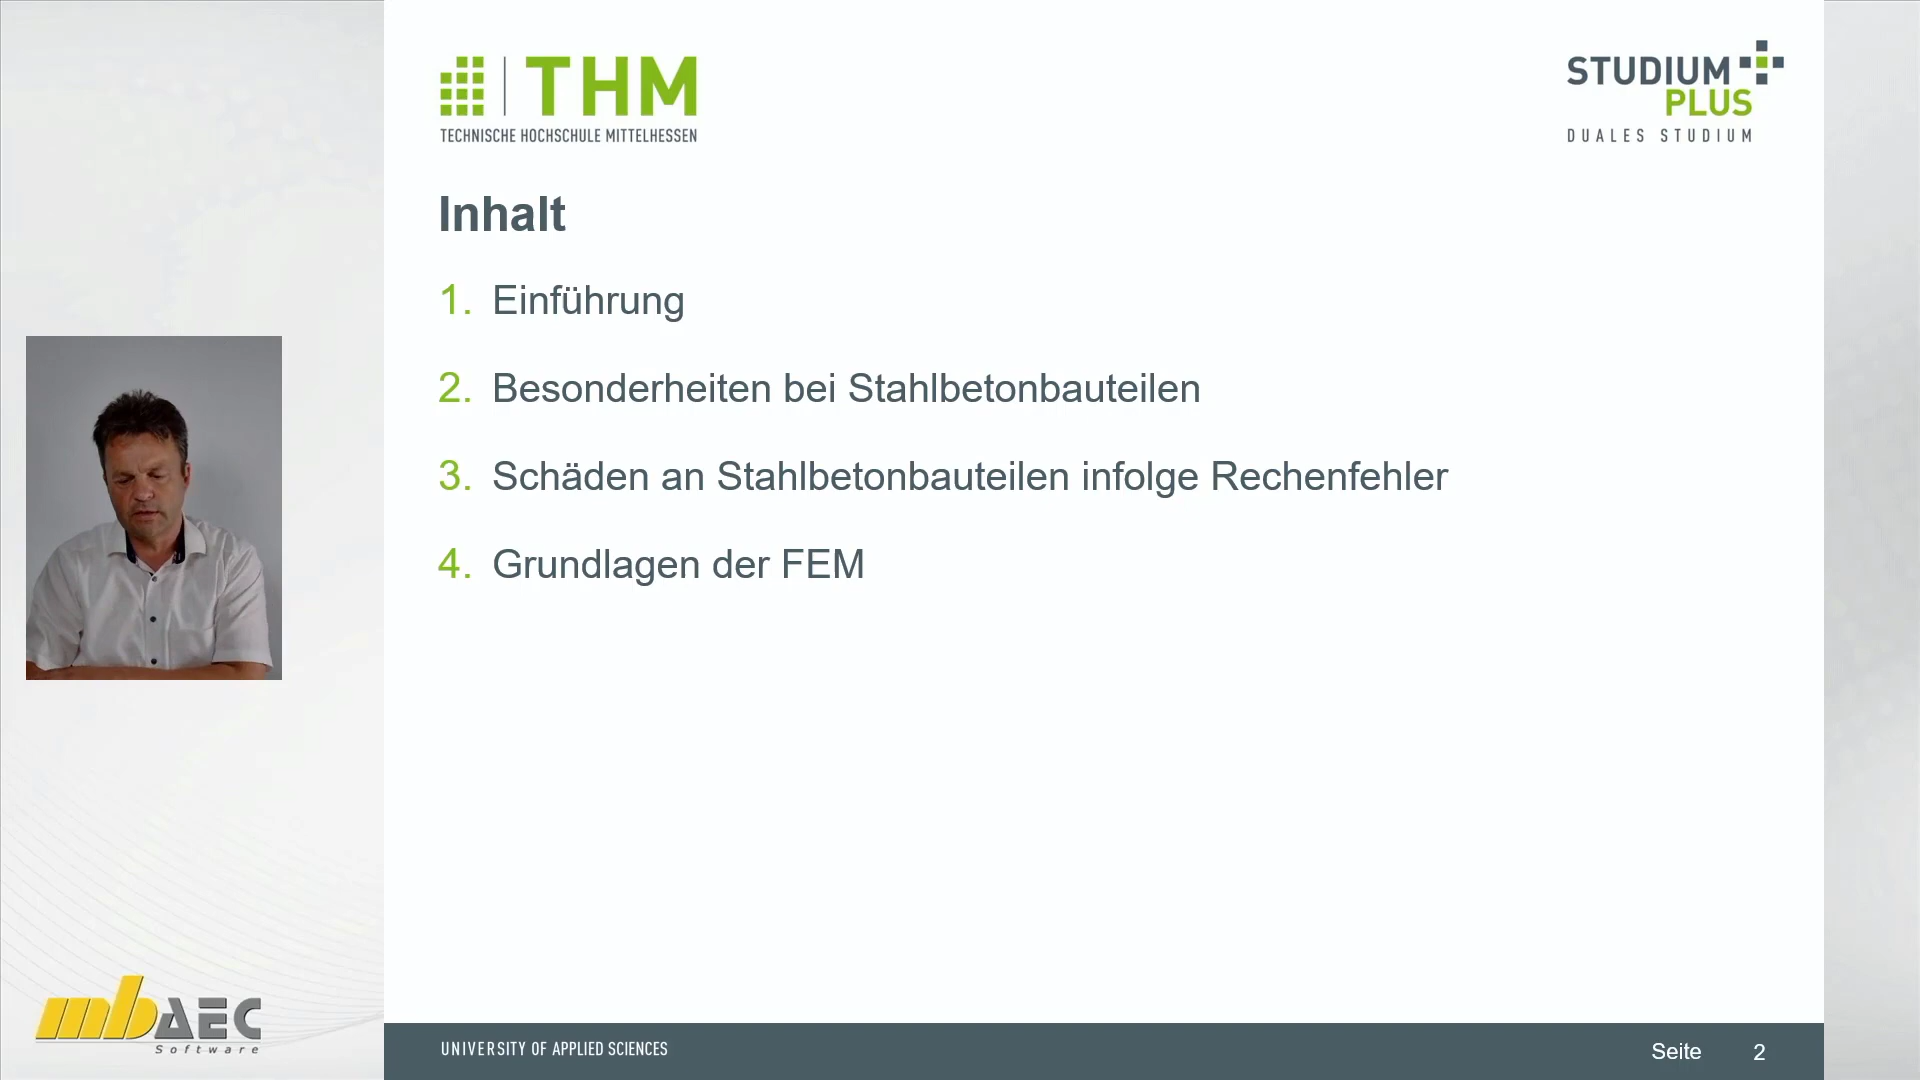 THM
TECHNISCHE HOCHSCHULE MITTELHESSEN
STUDIUM
PLUS
DUALES STUDIUM
Inhalt
1. Einführung
2. Besonderheiten bei Stahlbetonbauteilen
3. Schäden an Stahlbetonbauteilen infolge Rechenfehler
4. Grundlagen der FEM
mbAEC
Software
UNIVERSITY OF APPLIED SCIENCES
Seite 2